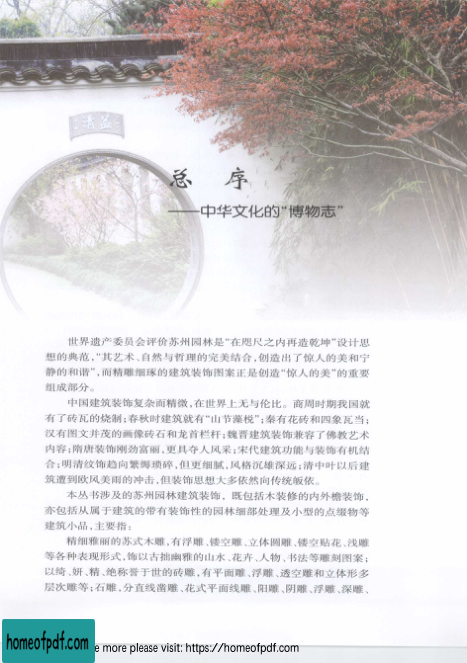 总 序
——中华文化的“博物志”
世界遗产委员会评价苏州园林是“在咫尺之内再造乾坤”设计思
想的典范，“其艺术、自然与哲理的完美结合，创造出了惊人的美和宁
静的和谐”，而精雕细琢的建筑装饰图案正是创造“惊人的美”的重要
组成部分。
中国建筑装饰复杂而精微，在世界上无与伦比。商周时期我国就
有了砖瓦的烧制；春秋时建筑就有“山节藻棁”；秦有花砖和四象瓦当；
汉有图文并茂的画像砖石和龙首栏杆；魏晋建筑装饰兼容了佛教艺术
内容；隋唐装饰刚劲富丽，更具夺人风采；宋代建筑功能与装饰有机结
合；明清纹饰趋向繁缛琐碎，但更细腻，风格沉雄深远；清中叶以后建
筑遭到欧风美雨的冲击，但装饰思想大多依然向传统皈依。
本丛书涉及的苏州园林建筑装饰，既包括木装修的内外檐装饰，
亦包括从属于建筑的带有装饰性的园林细部处理及小型的点缀物等
建筑小品，主要指：
精细雅丽的苏式木雕，有浮雕、镂空雕、立体圆雕、镂空贴花、浅雕
等各种表现形式，饰以古拙幽雅的山水、花卉、人物、书法等雕刻图案；
以绮、妍、精、绝称誉于世的砖雕，有平面雕、浮雕、透空雕和立体形多
层次雕等；石雕，分直线凿雕、花式平面线雕、阳雕、阴雕、浮雕、深雕、
homeofpdf.com
e more please visit: https://homeofpdf.com